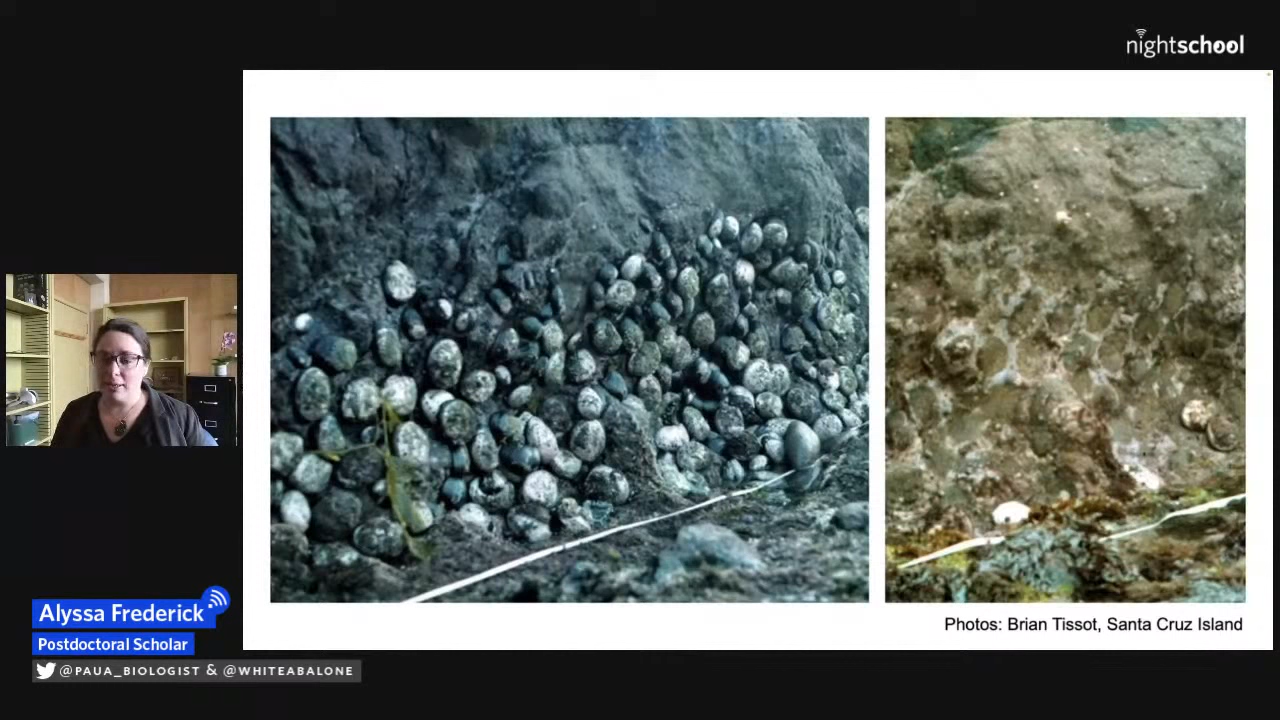 nightschool
Photos: Brian Tissot, Santa Cruz Island
Alyssa Frederick
Postdoctoral Scholar
@PAUA_BIOLOGIST & @WHITEABALONE